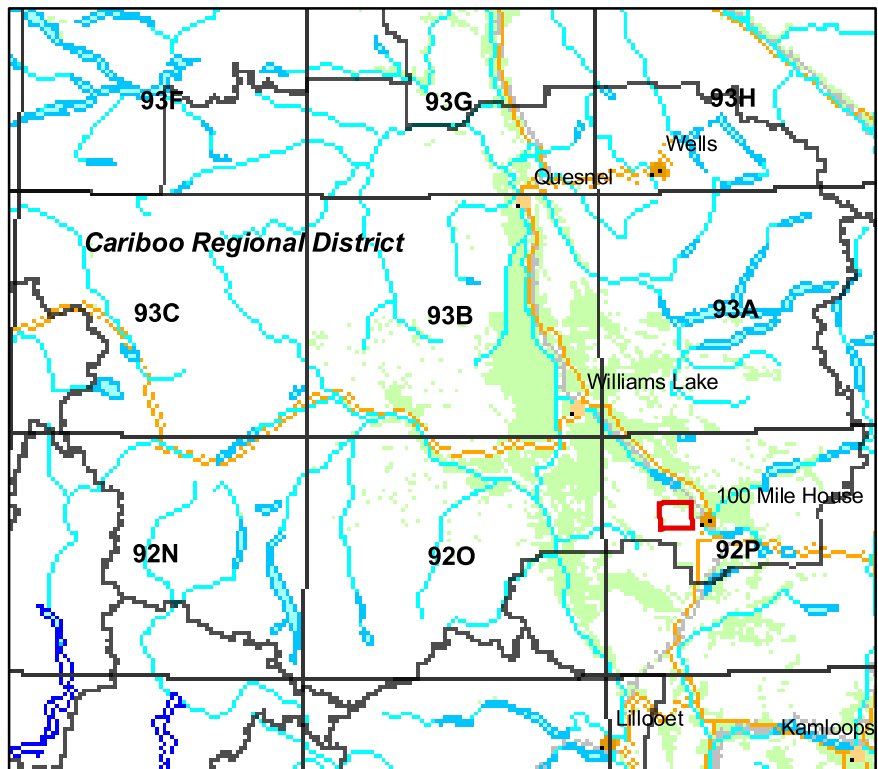 93F
93G
93H
Wells
Quesnel
Cariboo Regional District
93C
93B
93A
Williams Lake
100 Mile House
92N
92O
92P
Lillooet
Kamloops